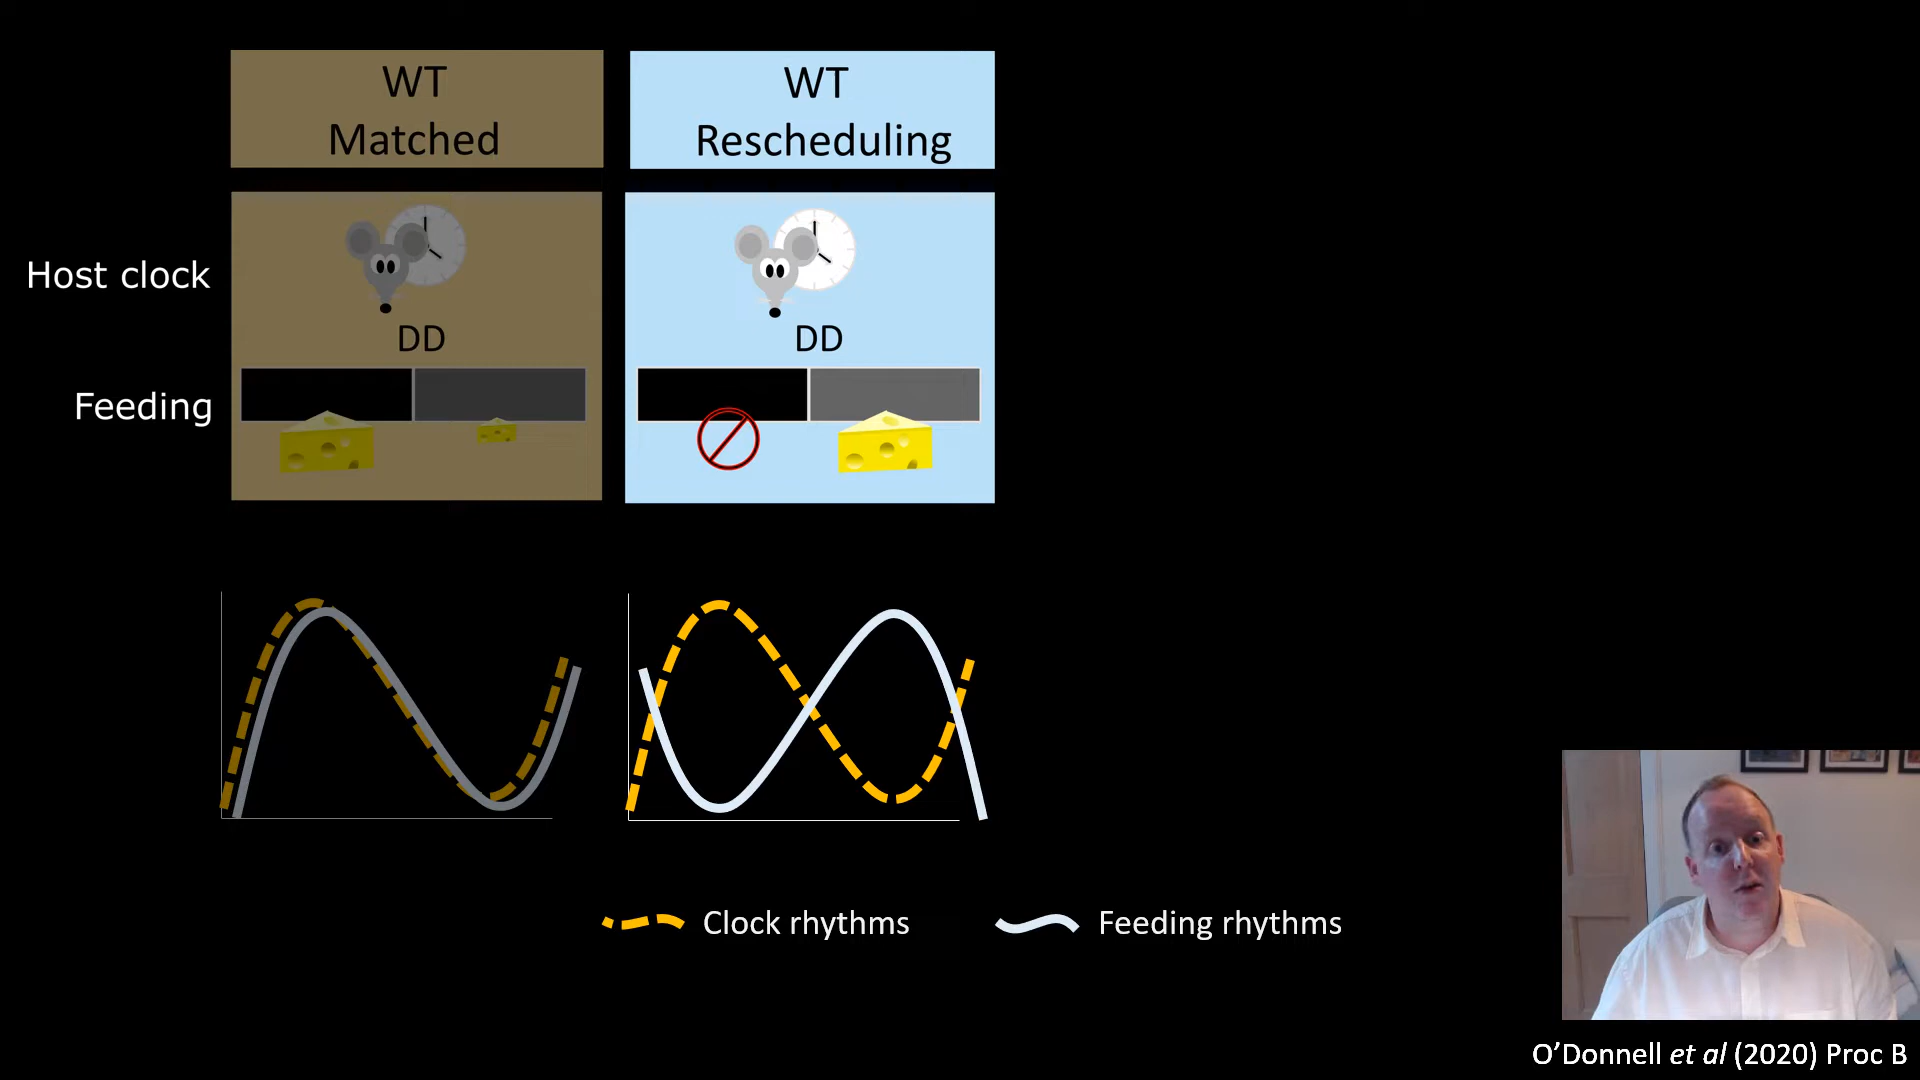 WT
Matched
WT
Rescheduling
Host clock
DD
DD
Feeding
Clock rhythms
Feeding rhythms
O’Donnell et al (2020) Proc B